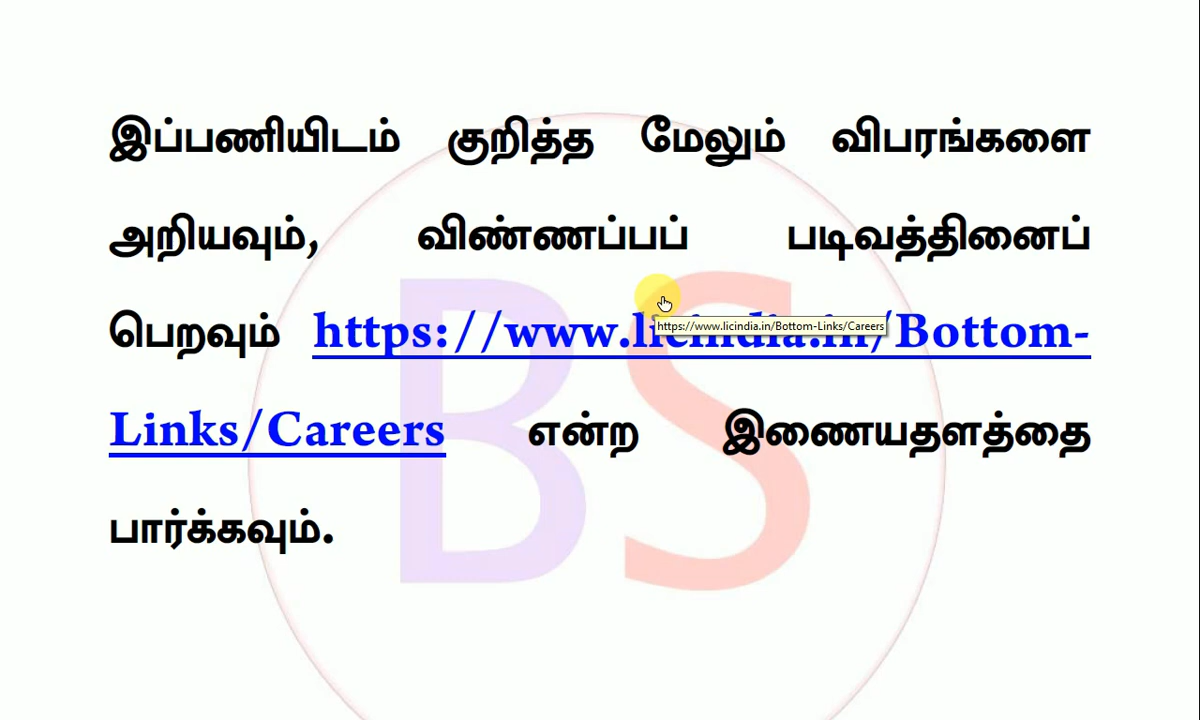 இப்பணியிடம் குறித்த மேலும் விபரங்களை
அறியவும், விண்ணப்பப் படிவத்தினைப்
பெறவும் https://www.licindia.in/Bottom-
https://www.licindia.in/Bottom-Links/Careers
Links/Careers என்ற இணையதளத்தை
பார்க்கவும்.
BS